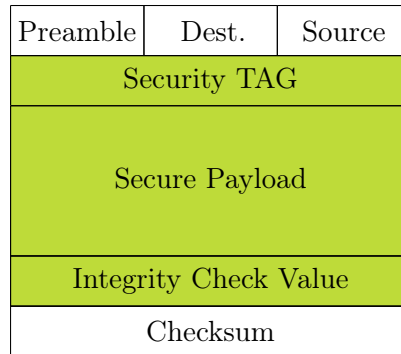 Preamble Dest. Source
Security TAG
Secure Payload
Integrity Check Value
Checksum